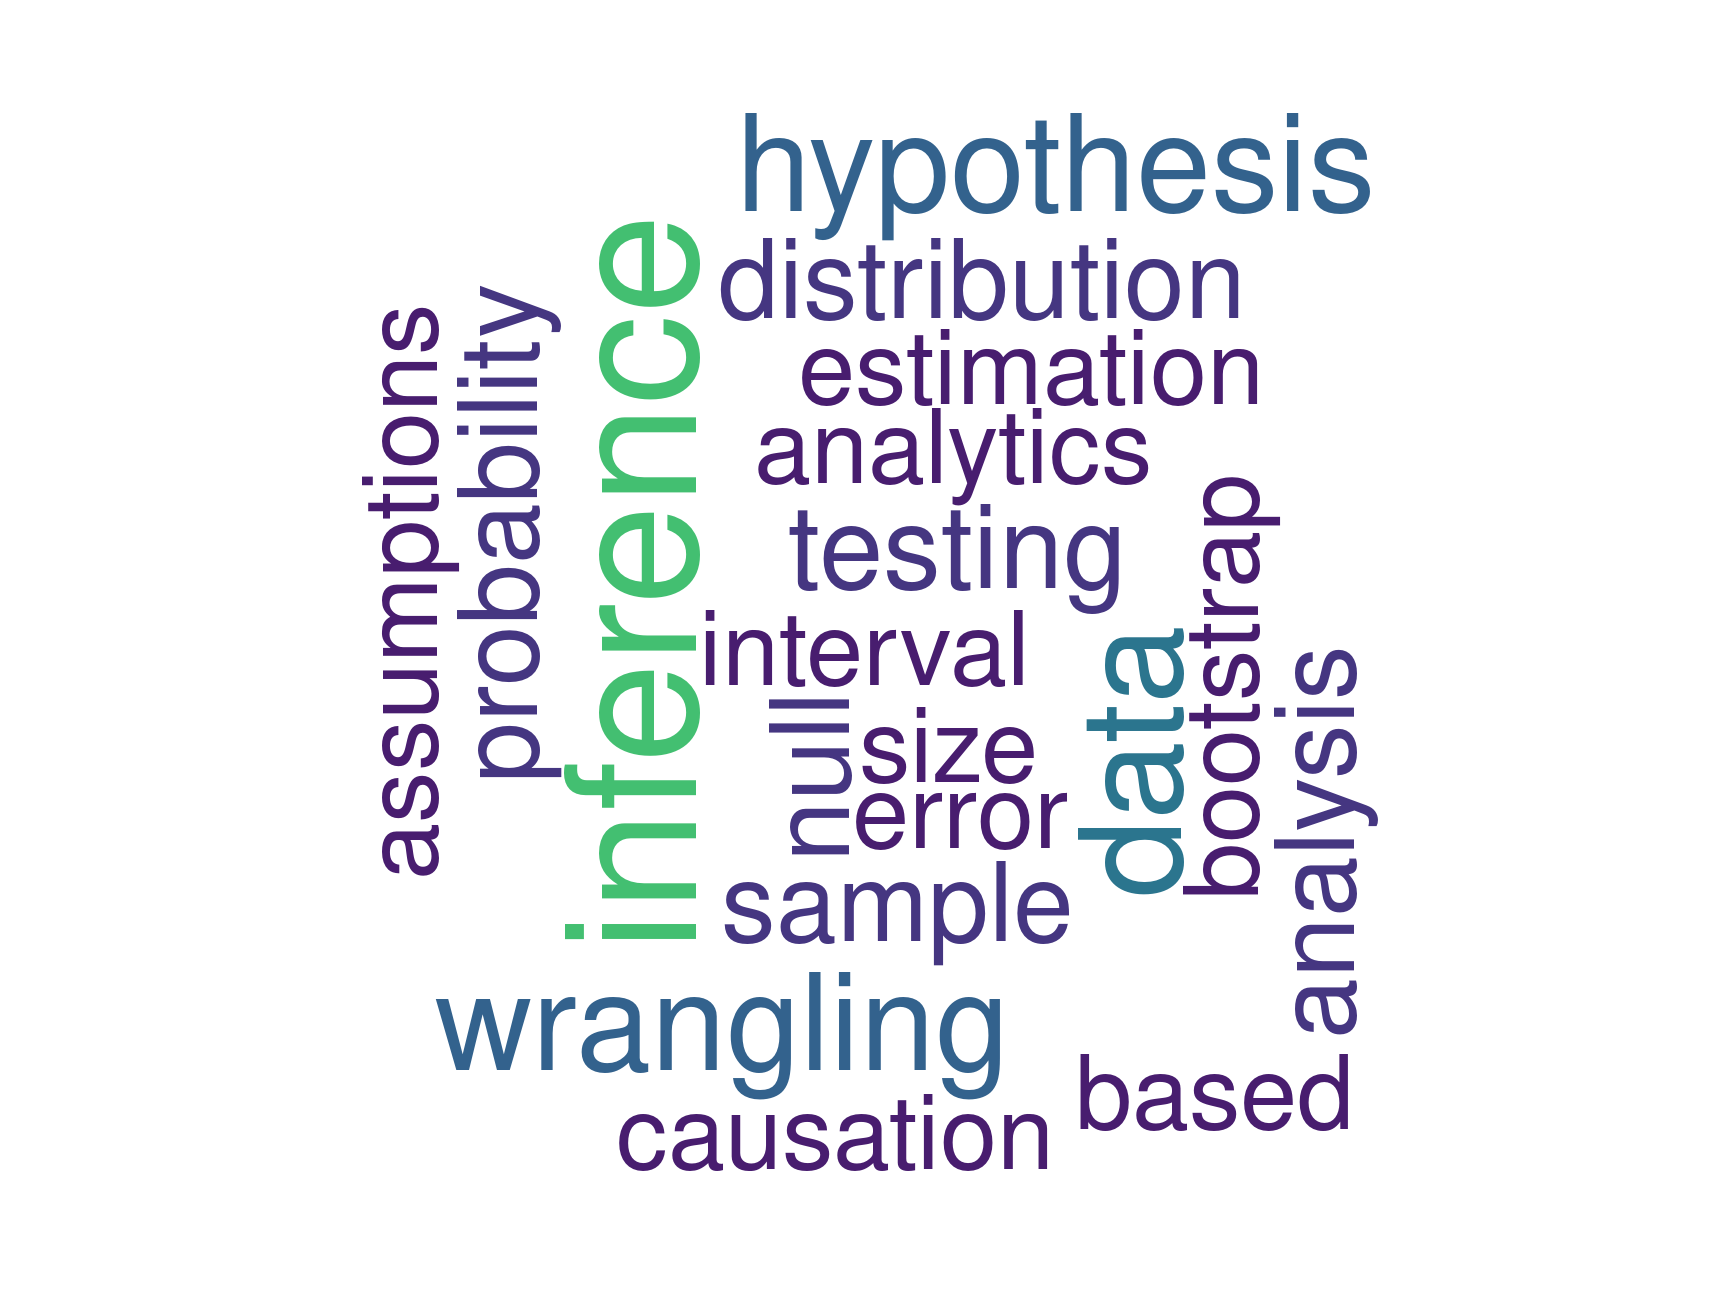 hypothesis
distribution
estimation
analytics
testing
interval
size
error
sample
wrangling
causation
based
assumptions
probability
inference
null
data
bootstrap
analysis